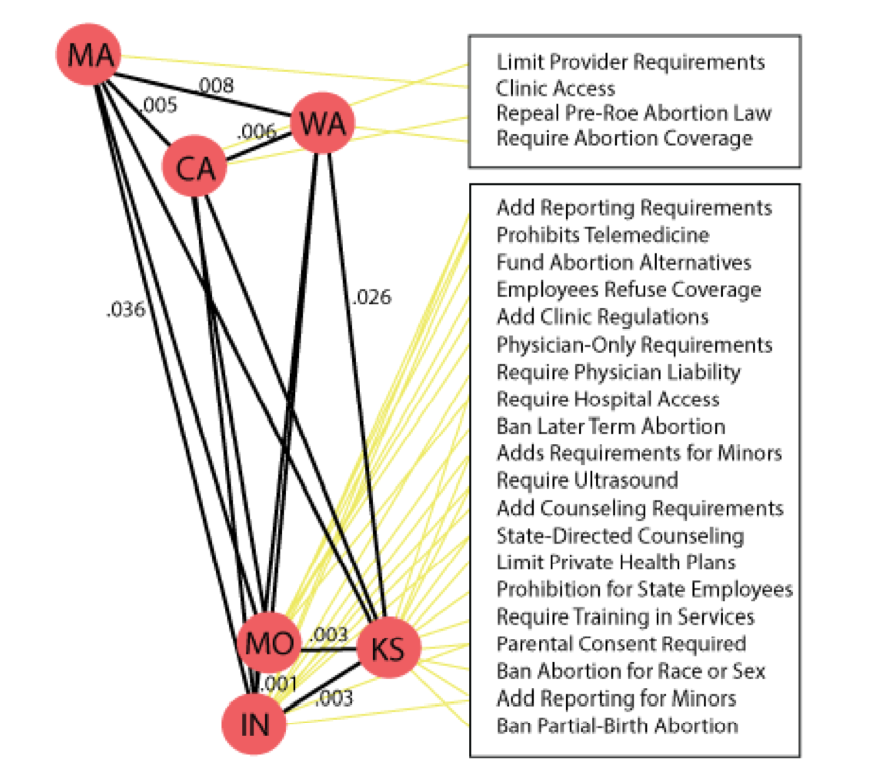 MA
.008
.005
.006
WA
CA
.036
.026
MO
.003
KS
.001
.003
IN
Limit Provider Requirements
Clinic Access
Repeal Pre-Roe Abortion Law
Require Abortion Coverage
Add Reporting Requirements
Prohibits Telemedicine
Fund Abortion Alternatives
Employees Refuse Coverage
Add Clinic Regulations
Physician-Only Requirements
Require Physician Liability
Require Hospital Access
Ban Later Term Abortion
Adds Requirements for Minors
Require Ultrasound
Add Counseling Requirements
State-Directed Counseling
Limit Private Health Plans
Prohibition for State Employees
Require Training in Services
Parental Consent Required
Ban Abortion for Race or Sex
Add Reporting for Minors
Ban Partial-Birth Abortion